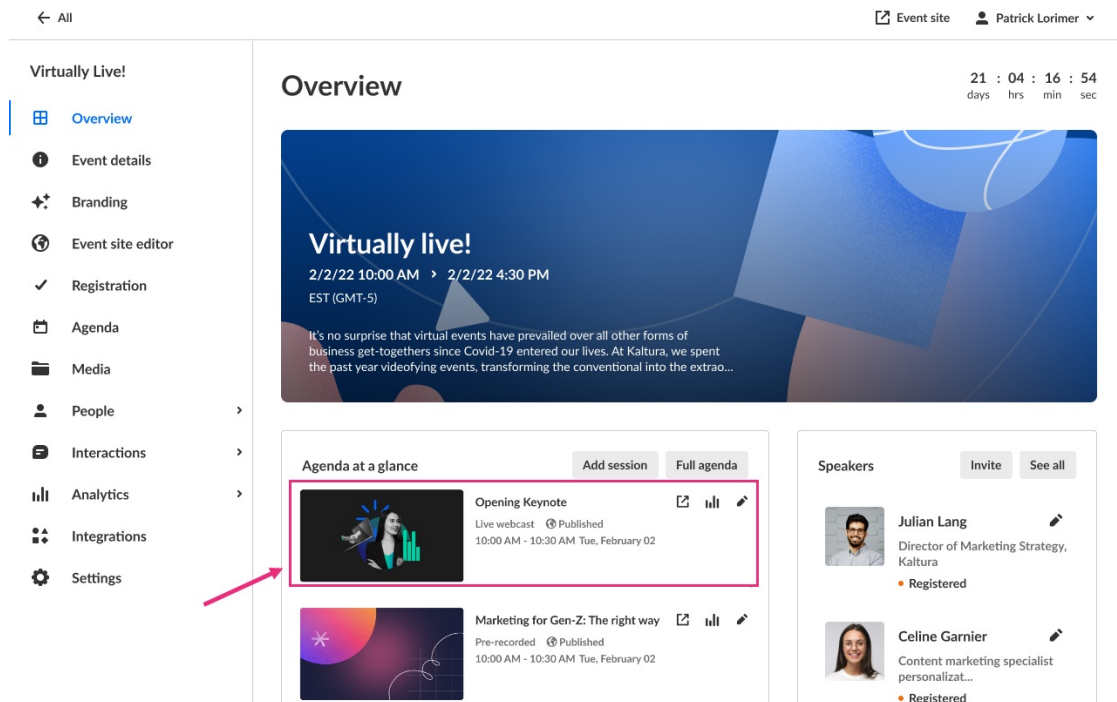 All
Event site
Patrick Lorimer
Virtually Live!
Overview
Event details
Branding
Event site editor
Registration
Agenda
Media
People
Interactions
Analytics
Integrations
Settings
Overview
21 : 04 : 16 : 54
days hrs min sec
Virtually live!
2/2/22 10:00 AM > 2/2/22 4:30 PM
EST (GMT-5)
It's no surprise that virtual events have prevailed over all other forms of
business get-togethers since Covid-19 entered our lives. At Kaltura, we spent
the past year videofying events, transforming the conventional into the extrao...
Agenda at a glance
Add session
Full agenda
Opening Keynote
Live webcast Published
10:00 AM - 10:30 AM Tue, February 02
Marketing for Gen-Z: The right way
Pre-recorded Published
10:00 AM - 10:30 AM Tue, February 02
Speakers
Invite
See all
Julian Lang
Director of Marketing Strategy,
Kaltura
Registered
Celine Garnier
Content marketing specialist
personalizat...
Registered